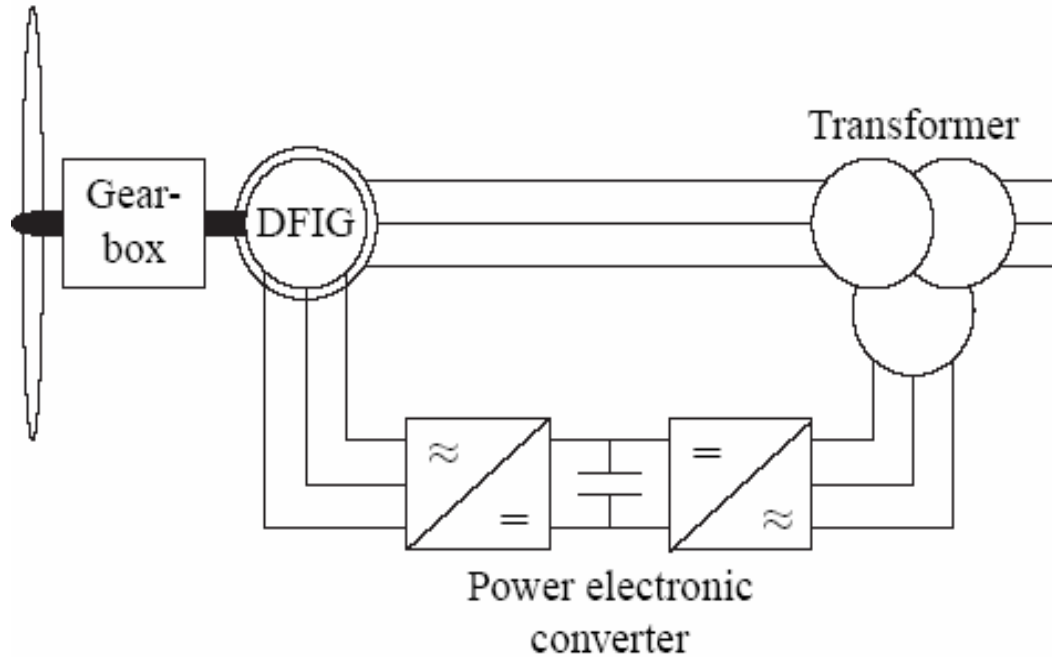 Transformer
Gear-
box
DFIG
≈
=
=
≈
Power electronic
converter